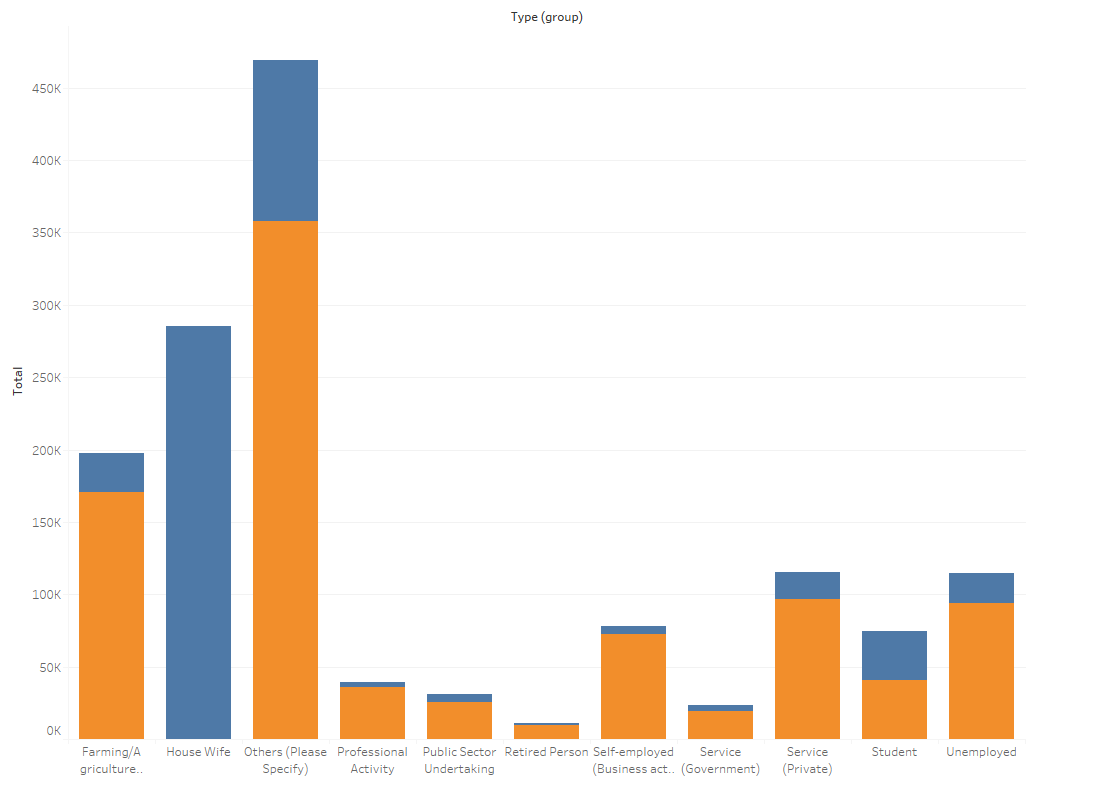 Type (group)
450K
400K
350K
300K
250K
200K
150K
100K
50K
0K
Total
Farming/A
griculture..
House Wife
Others (Please
Specify)
Professional
Activity
Public Sector
Undertaking
Retired Person
Self-employed
(Business act..
Service
(Government)
Service
(Private)
Student
Unemployed